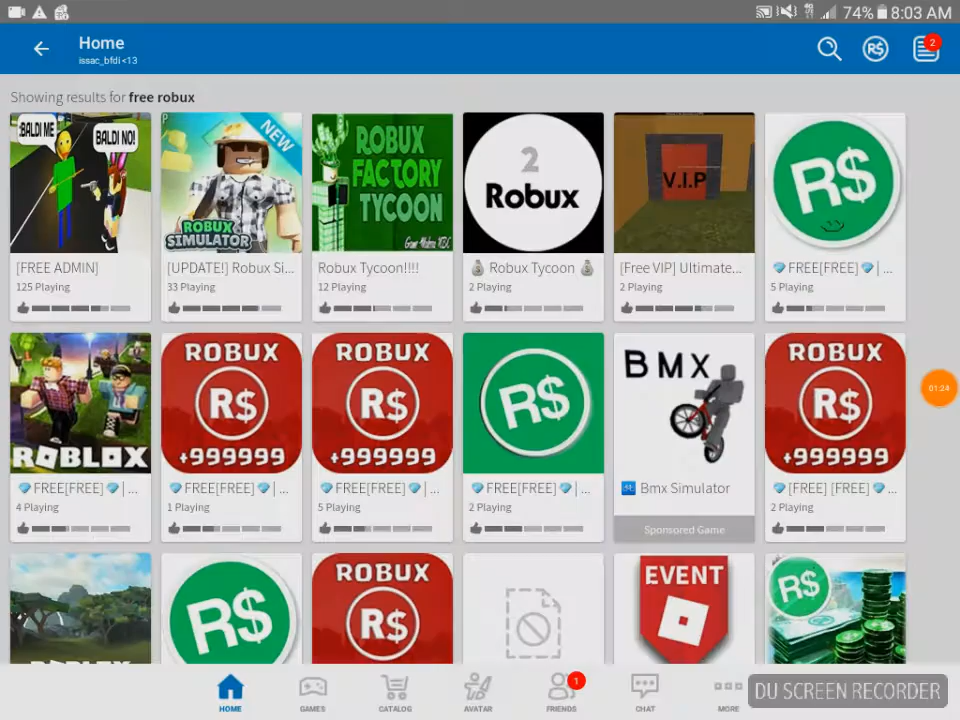 74% 8:03 AM
Home
issac_bfdi <13
R$
2
Showing results for free robux
:BALDI ME
BALDI NO!
NEW
ROBUX
SIMULATOR
ROBUX
FACTORY
TYCOON
2
Robux
V.I.P
R$
[FREE ADMIN]
[UPDATE!] Robux Si...
Robux Tycoon!!!!
💰 Robux Tycoon 💰
[Free VIP] Ultimate...
💎FREE[FREE]💎| ...
125 Playing
33 Playing
12 Playing
2 Playing
2 Playing
5 Playing
ROBLOX
ROBUX
R$
+999999
ROBUX
R$
+999999
R$
BMX
ROBUX
R$
+999999
01:24
💎FREE[FREE]💎| ...
💎FREE[FREE]💎| ...
💎FREE[FREE]💎| ...
💎FREE[FREE]💎| ...
Bmx Simulator
💎[FREE] [FREE]💎...
4 Playing
1 Playing
5 Playing
2 Playing
Sponsored Game
2 Playing
R$
ROBUX
R$
EVENT
R$
1
HOME
GAMES
CATALOG
AVATAR
FRIENDS
CHAT
MORE
DU SCREEN RECORDER